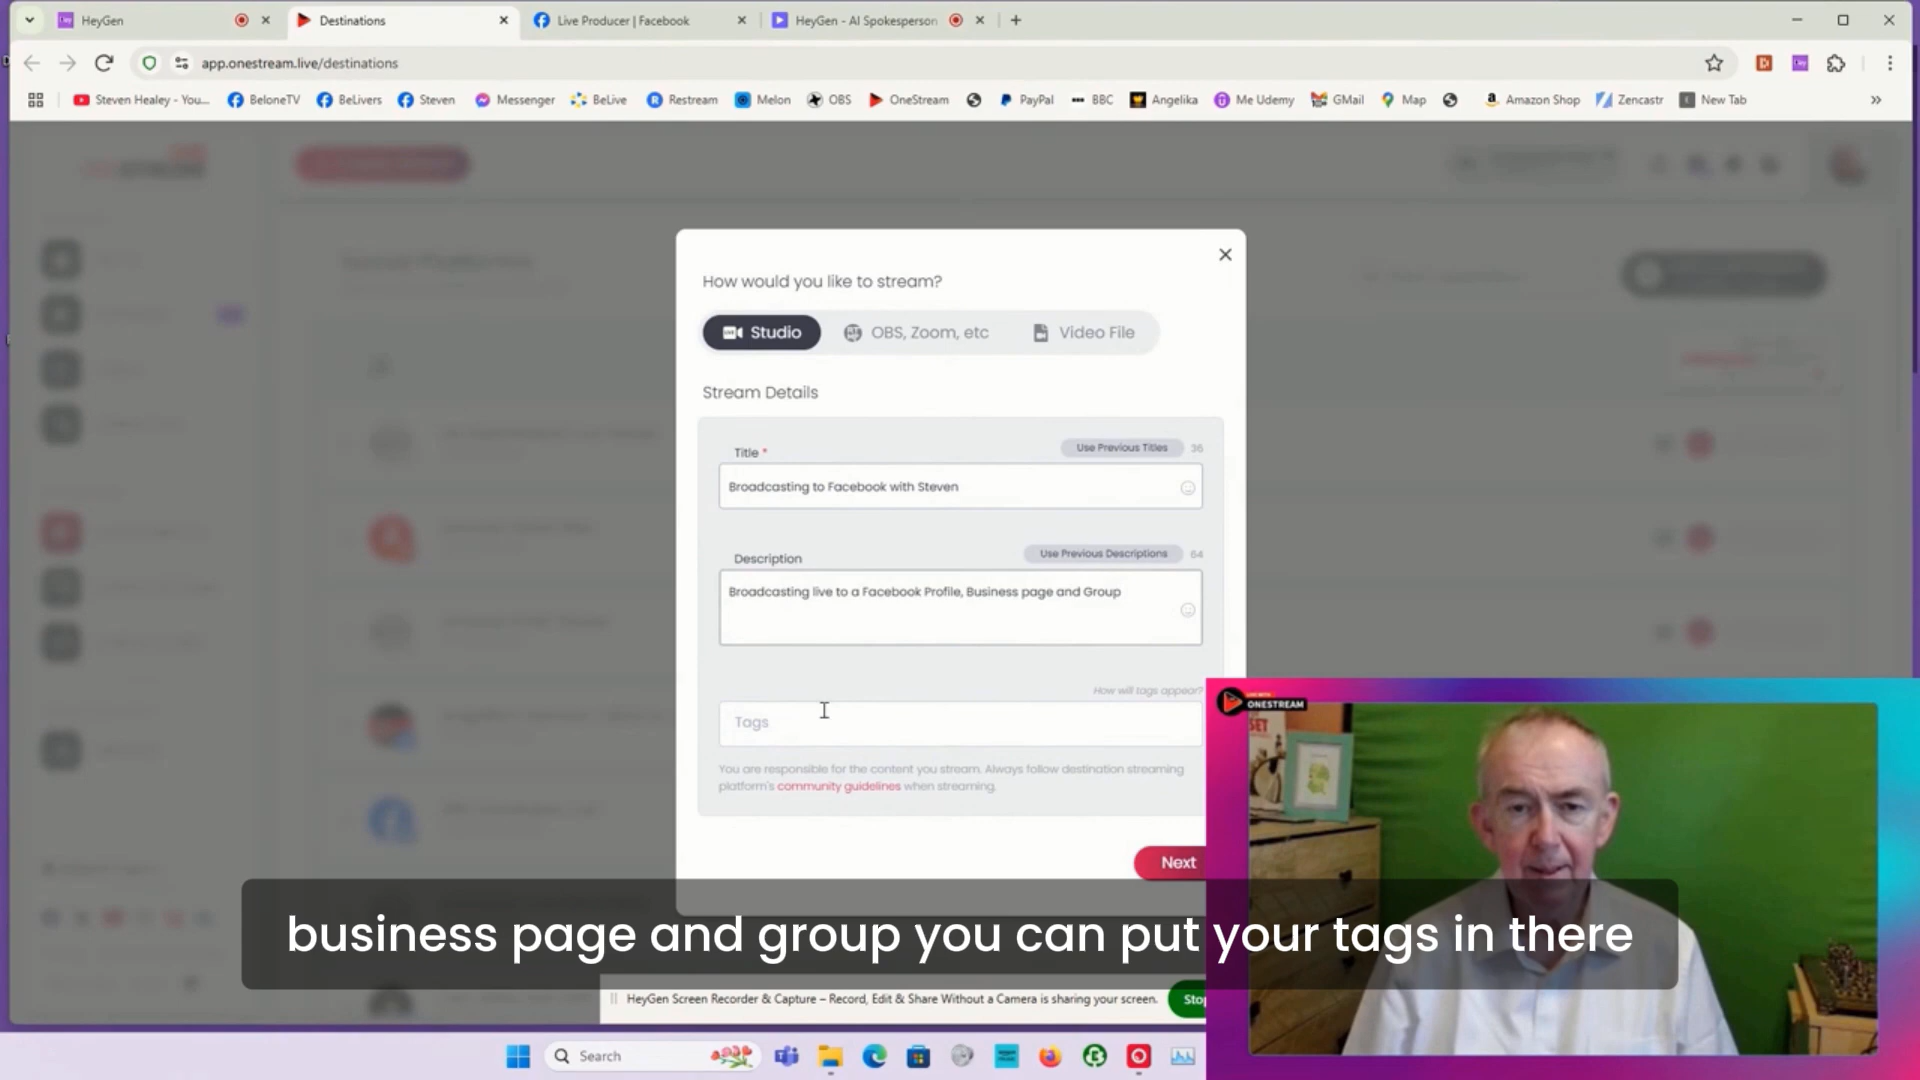 HeyGen
Destinations
Live Producer | Facebook
HeyGen - AI Spokesperson
app.onestream.live/destinations
Steven Healey - You...
BeloneTV
BeLivers
Steven
Messenger
BeLive
Restream
Melon
OBS
OneStream
PayPal
BBC
Angelika
Me Udemy
GMail
Map
Amazon Shop
Zencastr
New Tab
How would you like to stream?
Studio
OBS, Zoom, etc
Video File
Stream Details
Title *
Use Previous Titles
36
Broadcasting to Facebook with Steven
Description
Use Previous Descriptions
64
Broadcasting live to a Facebook Profile, Business page and Group
How will tags appear?
Tags
You are responsible for the content you stream. Always follow destination streaming
platform's community guidelines when streaming.
Next
ONESTREAM
SET
business page and group you can put your tags in there
HeyGen Screen Recorder & Capture – Record, Edit & Share Without a Camera is sharing your screen.
Search